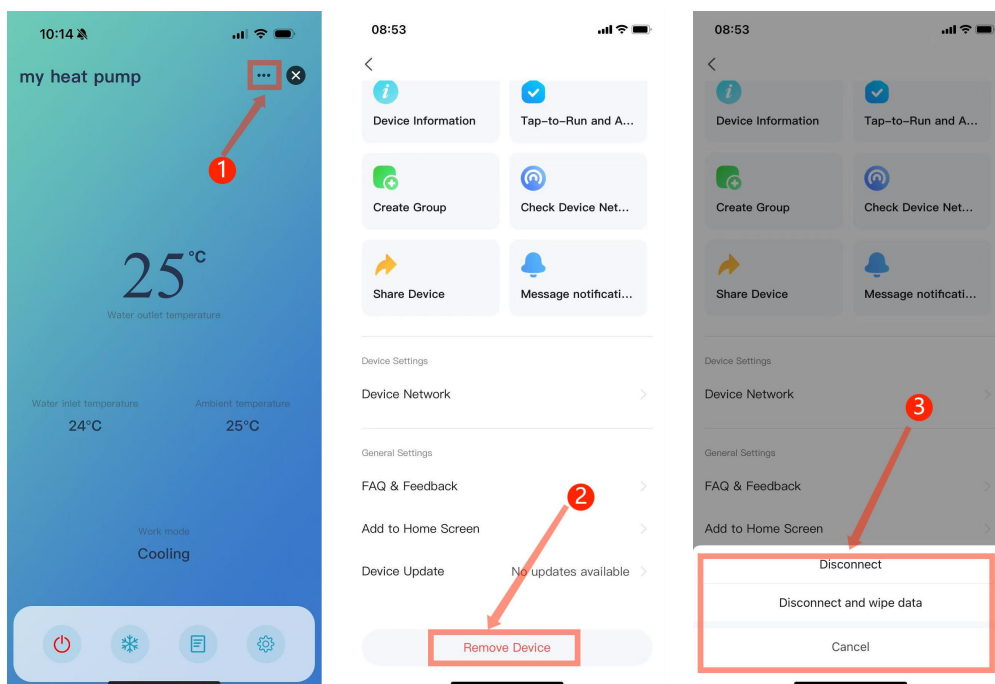 10:14
my heat pump
1
25°C
Water outlet temperature
Water inlet temperature
Ambient temperature
24°C
25°C
Work mode
Cooling
08:53
Device Information
Tap-to-Run and A...
Create Group
Check Device Net...
Share Device
Message notificati...
Device Settings
Device Network
General Settings
FAQ & Feedback
2
Add to Home Screen
Device Update
No updates available
Remove Device
08:53
Device Information
Tap-to-Run and A...
Create Group
Check Device Net...
Share Device
Message notificati...
Device Settings
Device Network
3
General Settings
FAQ & Feedback
Add to Home Screen
Disconnect
Disconnect and wipe data
Cancel